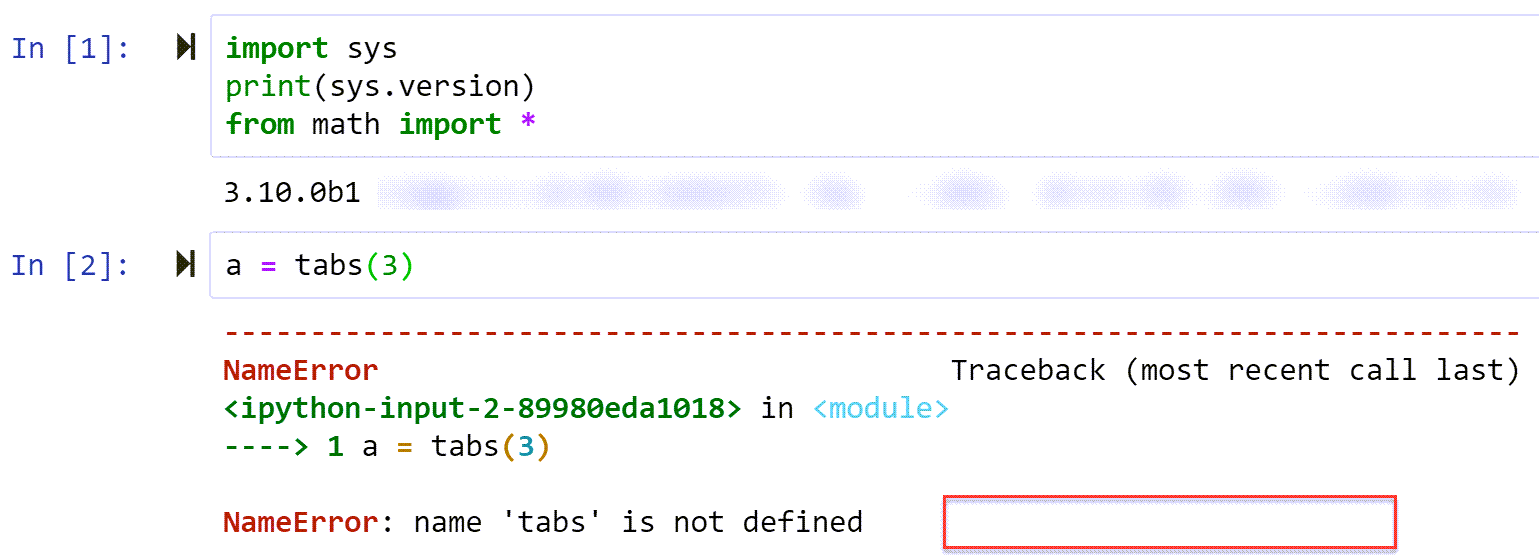 In [1]: import sys
print(sys.version)
from math import *
3.10.0b1
In [2]: a = tabs(3)
---------------------------------------------------------------------------
NameError Traceback (most recent call last)
<ipython-input-2-89980eda1018> in <module>
----> 1 a = tabs(3)
NameError: name 'tabs' is not defined